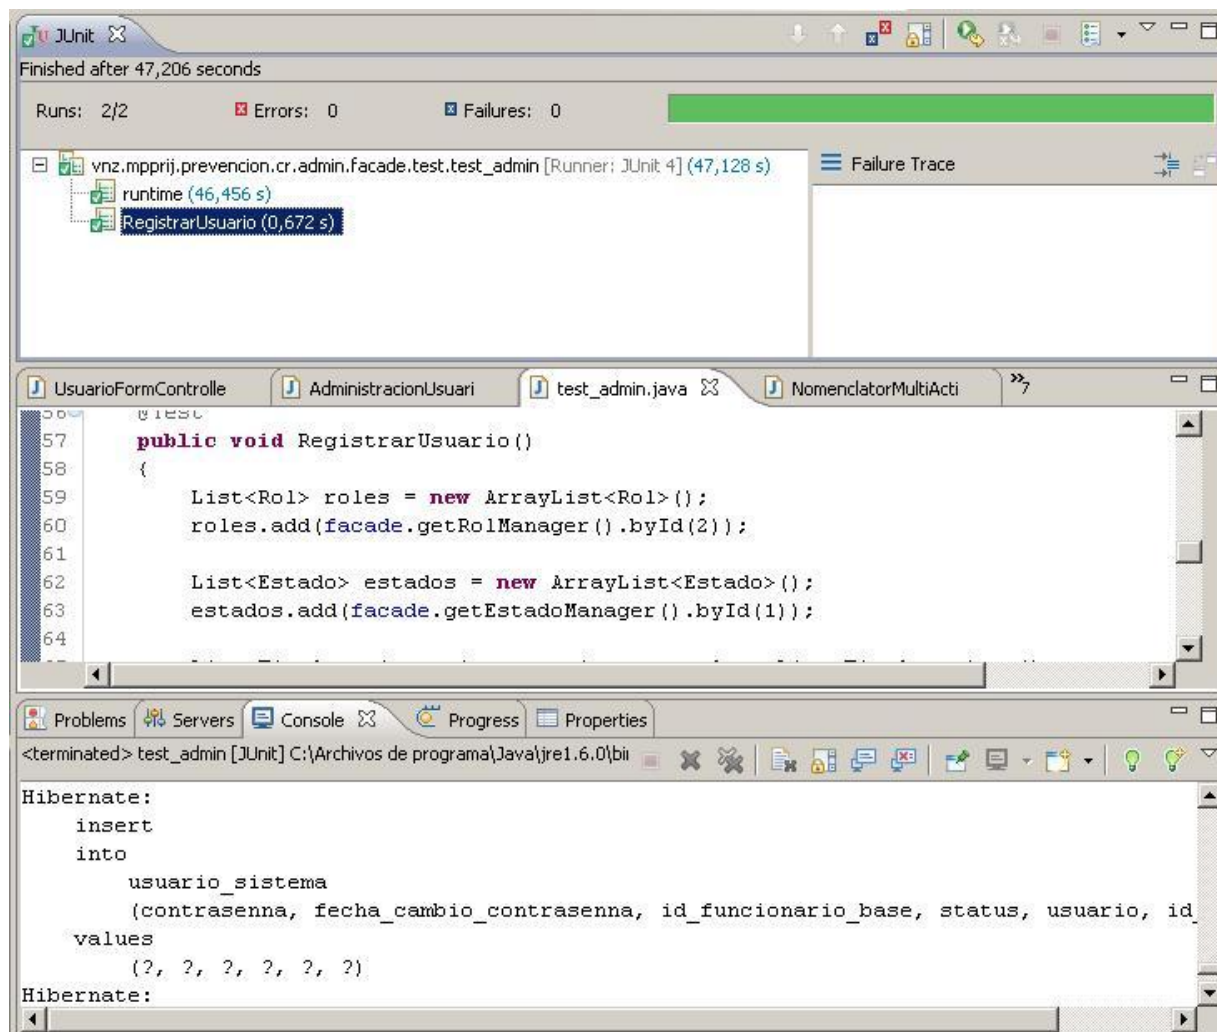 JUnit
Finished after 47,206 seconds
Runs: 2/2 Errors: 0 Failures: 0
vnz.mpprij.prevencion.cr.admin.facade.test.test_admin [Runner: JUnit 4] (47,128 s)
runtime (46,456 s)
RegistrarUsuario (0,672 s)
Failure Trace
UsuarioFormControlle AdministracionUsuari test_admin.java NomenclatorMultiActi »7
56 @Test
57 public void RegistrarUsuario()
58 {
59 List<Rol> roles = new ArrayList<Rol>();
60 roles.add(facade.getRolManager().byId(2));
61
62 List<Estado> estados = new ArrayList<Estado>();
63 estados.add(facade.getEstadoManager().byId(1));
64
Problems Servers Console Progress Properties
<terminated> test_admin [JUnit] C:\Archivos de programa\Java\jre1.6.0\bin
Hibernate:
insert
into
usuario_sistema
(contrasenna, fecha_cambio_contrasenna, id_funcionario_base, status, usuario, id_
values
(?, ?, ?, ?, ?, ?)
Hibernate: